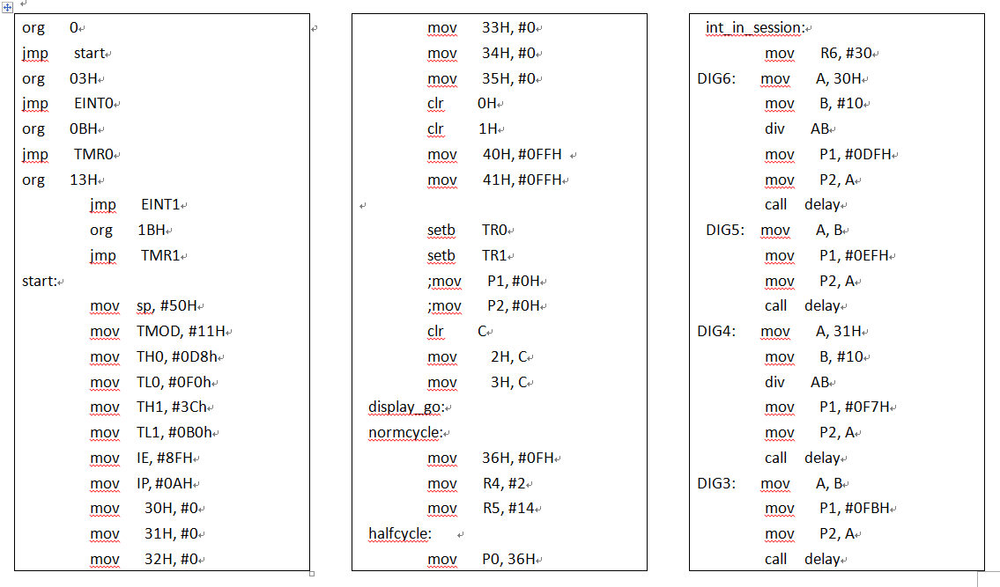 org 0
jmp start
org 03H
jmp EINT0
org 0BH
jmp TMR0
org 13H
jmp EINT1
org 1BH
jmp TMR1
start:
mov sp, #50H
mov TMOD, #11H
mov TH0, #0D8h
mov TL0, #0F0h
mov TH1, #3Ch
mov TL1, #0B0h
mov IE, #8FH
mov IP, #0AH
mov 30H, #0
mov 31H, #0
mov 32H, #0
mov 33H, #0
mov 34H, #0
mov 35H, #0
clr 0H
clr 1H
mov 40H, #0FFH
mov 41H, #0FFH
setb TR0
setb TR1
;mov P1, #0H
;mov P2, #0H
clr C
mov 2H, C
mov 3H, C
display_go:
normcycle:
mov 36H, #0FH
mov R4, #2
mov R5, #14
halfcycle:
mov P0, 36H
int_in_session:
mov R6, #30
DIG6: mov A, 30H
mov B, #10
div AB
mov P1, #0DFH
mov P2, A
call delay
DIG5: mov A, B
mov P1, #0EFH
mov P2, A
call delay
DIG4: mov A, 31H
mov B, #10
div AB
mov P1, #0F7H
mov P2, A
call delay
DIG3: mov A, B
mov P1, #0FBH
mov P2, A
call delay